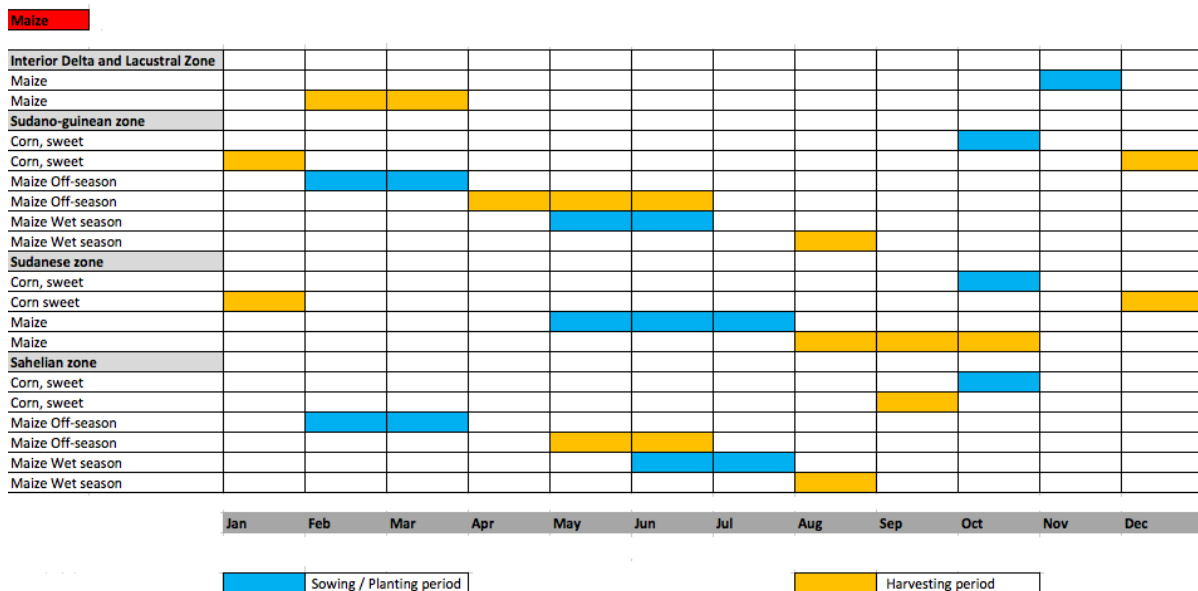 Maize
Interior Delta and Lacustral Zone
Maize
Maize
Sudano-guinean zone
Corn, sweet
Corn, sweet
Maize Off-season
Maize Off-season
Maize Wet season
Maize Wet season
Sudanese zone
Corn, sweet
Corn sweet
Maize
Maize
Sahelian zone
Corn, sweet
Corn, sweet
Maize Off-season
Maize Off-season
Maize Wet season
Maize Wet season
Jan Feb Mar Apr May Jun Jul Aug Sep Oct Nov Dec
Sowing / Planting period Harvesting period